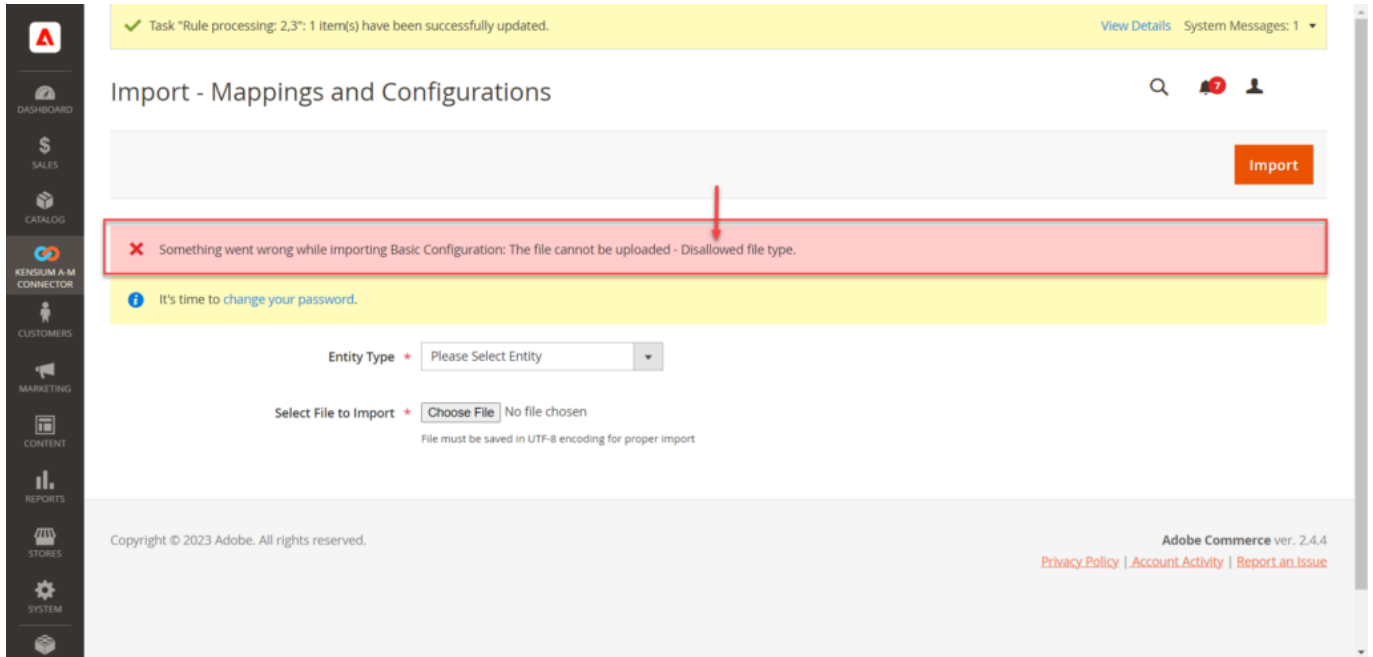 Task "Rule processing: 2,3": 1 item(s) have been successfully updated.
View Details System Messages: 1
DASHBOARD
SALES
CATALOG
KENSIUM A-M
CONNECTOR
CUSTOMERS
MARKETING
CONTENT
REPORTS
STORES
SYSTEM
Import - Mappings and Configurations
7
Import
Something went wrong while importing Basic Configuration: The file cannot be uploaded - Disallowed file type.
It's time to change your password.
Entity Type * Please Select Entity
Select File to Import * Choose File No file chosen
File must be saved in UTF-8 encoding for proper import
Copyright © 2023 Adobe. All rights reserved.
Adobe Commerce ver. 2.4.4
Privacy Policy | Account Activity | Report an Issue